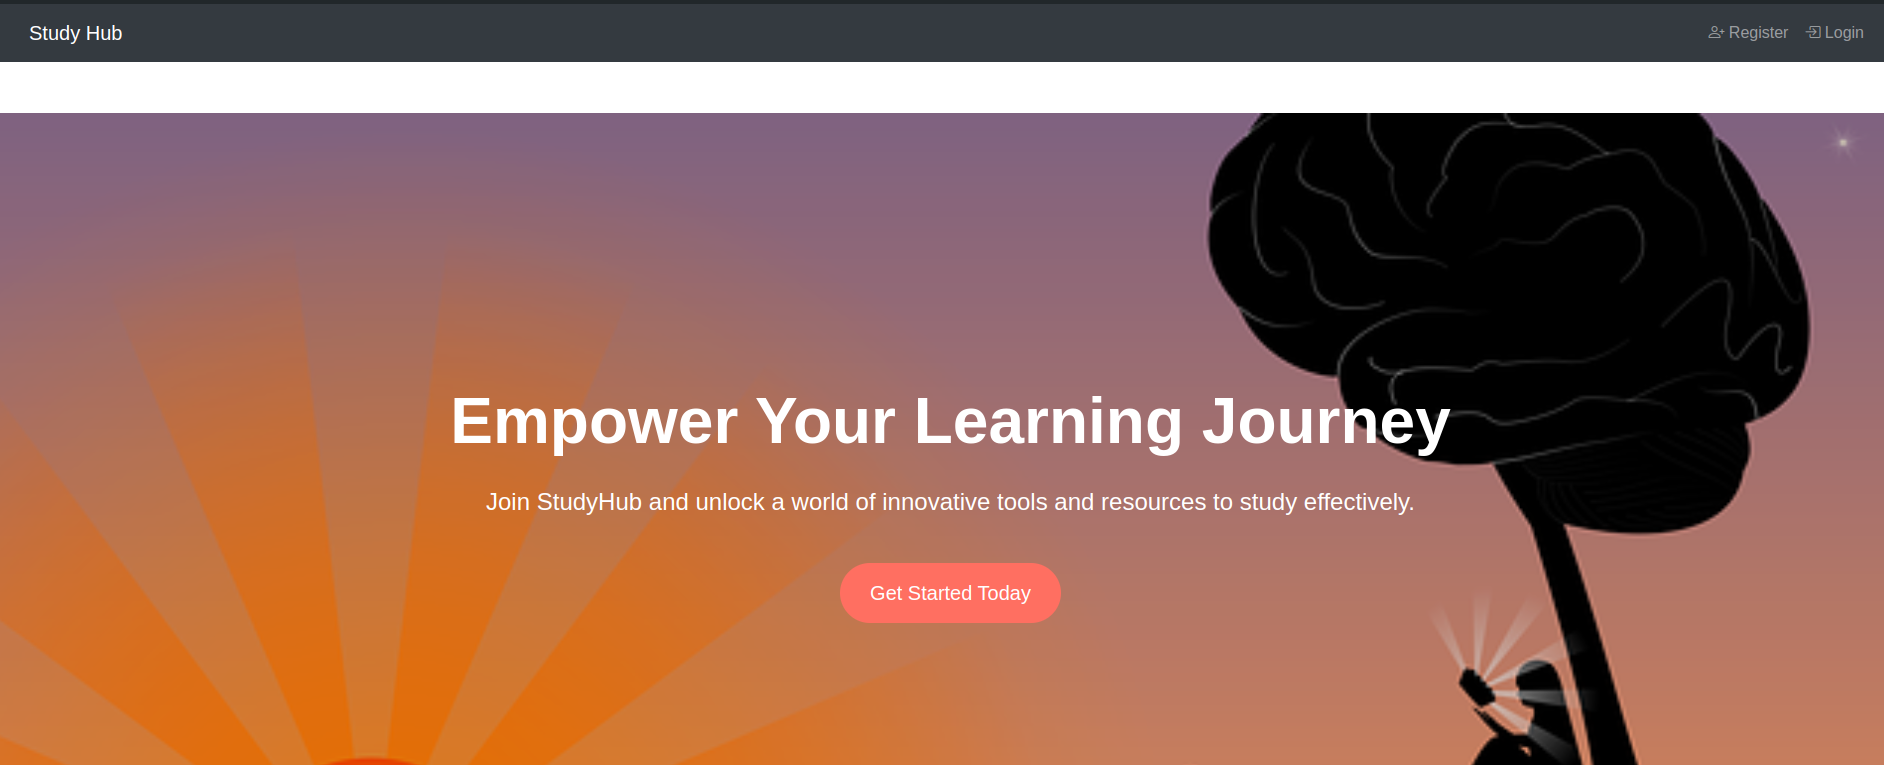 Study Hub
Register
Login
Empower Your Learning Journey
Join StudyHub and unlock a world of innovative tools and resources to study effectively.
Get Started Today